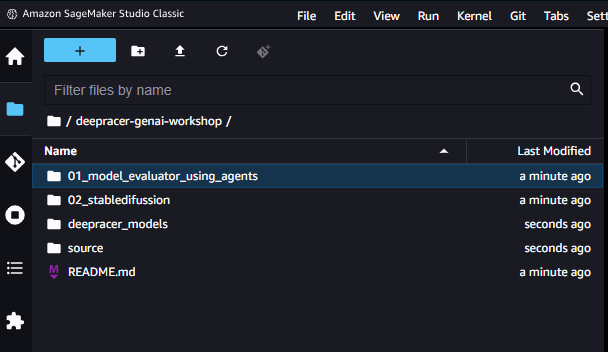 Amazon SageMaker Studio Classic File Edit View Run Kernel Git Tabs Sett
Filter files by name
/ deepracer-genai-workshop /
Name Last Modified
01_model_evaluator_using_agents a minute ago
02_stabledifussion a minute ago
deepracer_models seconds ago
source seconds ago
README.md a minute ago